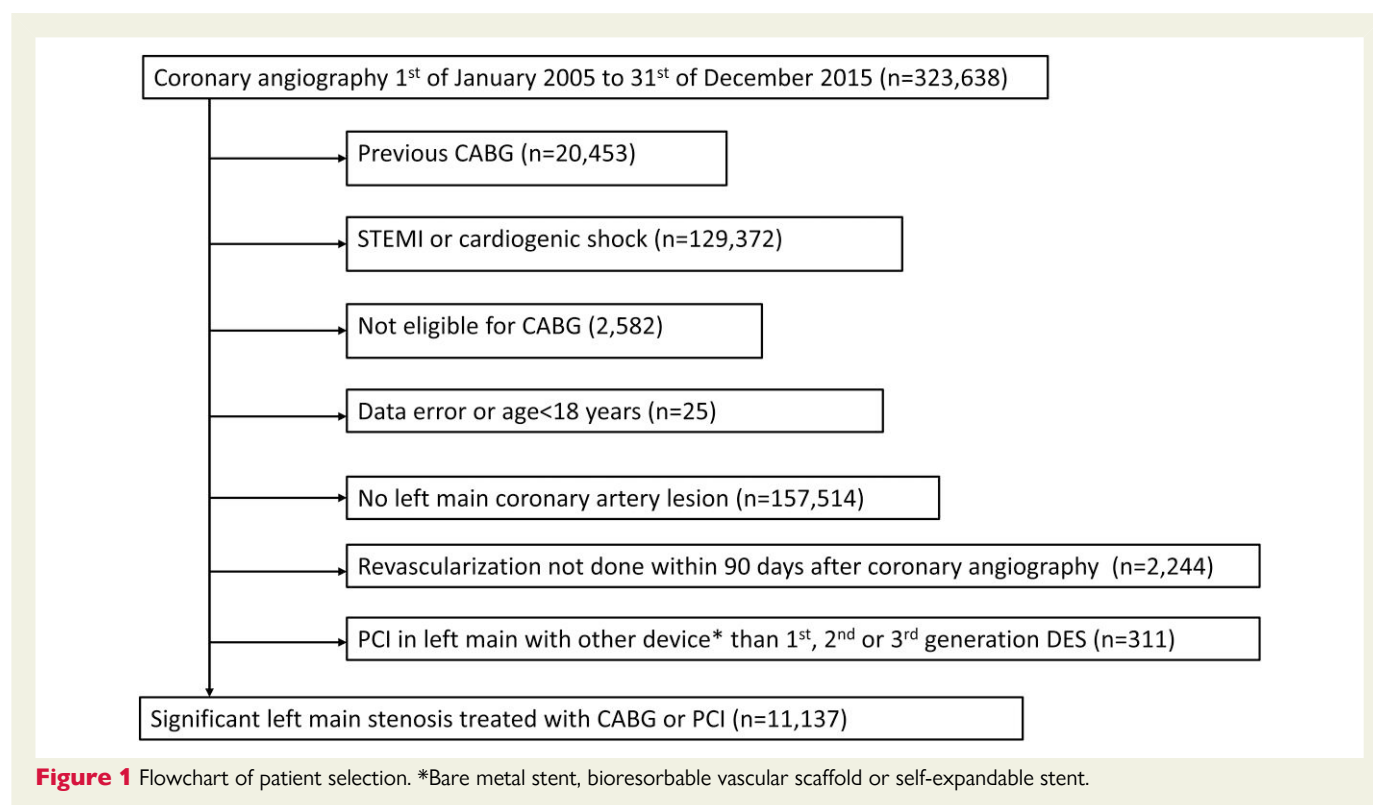 Coronary angiography 1st of January 2005 to 31st of December 2015 (n=323,638)
Previous CABG (n=20,453)
STEMI or cardiogenic shock (n=129,372)
Not eligible for CABG (2,582)
Data error or age<18 years (n=25)
No left main coronary artery lesion (n=157,514)
Revascularization not done within 90 days after coronary angiography (n=2,244)
PCI in left main with other device* than 1st, 2nd or 3rd generation DES (n=311)
Significant left main stenosis treated with CABG or PCI (n=11,137)
Figure 1 Flowchart of patient selection. *Bare metal stent, bioresorbable vascular scaffold or self-expandable stent.